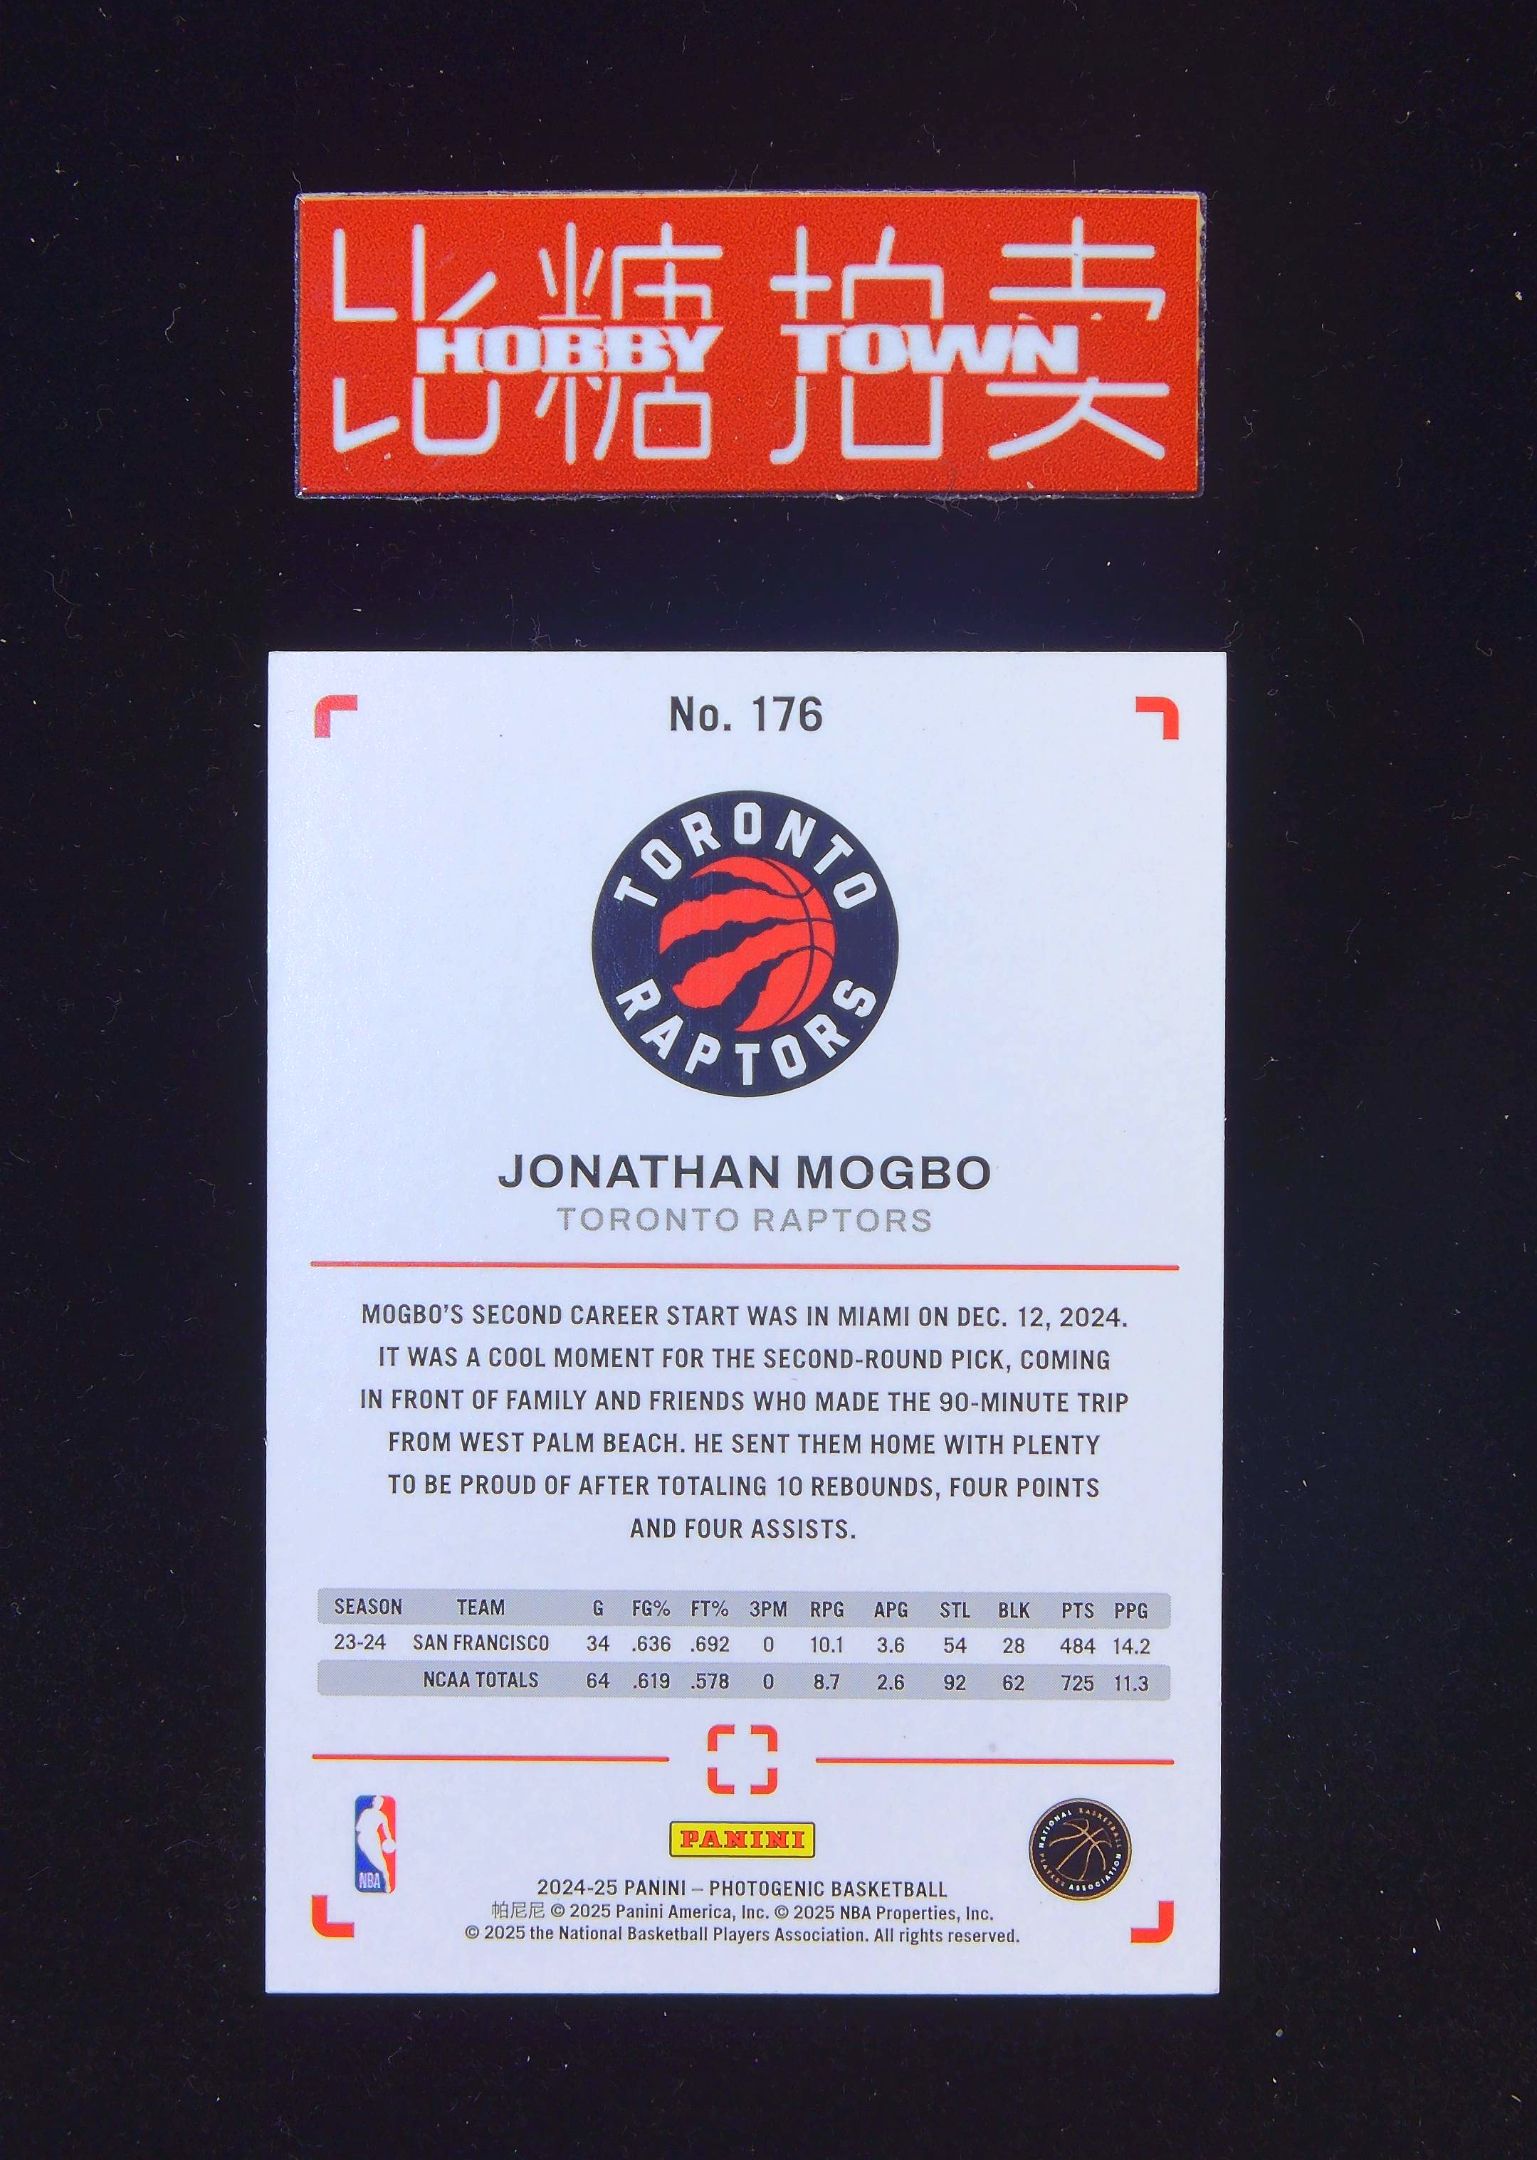 比糖拍卖
HOBBY TOWN
No. 176
TORONTO
RAPTORS
JONATHAN MOGBO
TORONTO RAPTORS
MOGBO'S SECOND CAREER START WAS IN MIAMI ON DEC. 12, 2024.
IT WAS A COOL MOMENT FOR THE SECOND-ROUND PICK, COMING
IN FRONT OF FAMILY AND FRIENDS WHO MADE THE 90-MINUTE TRIP
FROM WEST PALM BEACH. HE SENT THEM HOME WITH PLENTY
TO BE PROUD OF AFTER TOTALING 10 REBOUNDS, FOUR POINTS
AND FOUR ASSISTS.
SEASON TEAM G FG% FT% 3PM RPG APG STL BLK PTS PPG
23-24 SAN FRANCISCO 34 .636 .692 0 10.1 3.6 54 28 484 14.2
NCAA TOTALS 64 .619 .578 0 8.7 2.6 92 62 725 11.3
NBA
PANINI
NATIONAL BASKETBALL
PLAYERS ASSOCIATION
2024-25 PANINI – PHOTOGENIC BASKETBALL
帕尼尼 © 2025 Panini America, Inc. © 2025 NBA Properties, Inc.
© 2025 the National Basketball Players Association. All rights reserved.